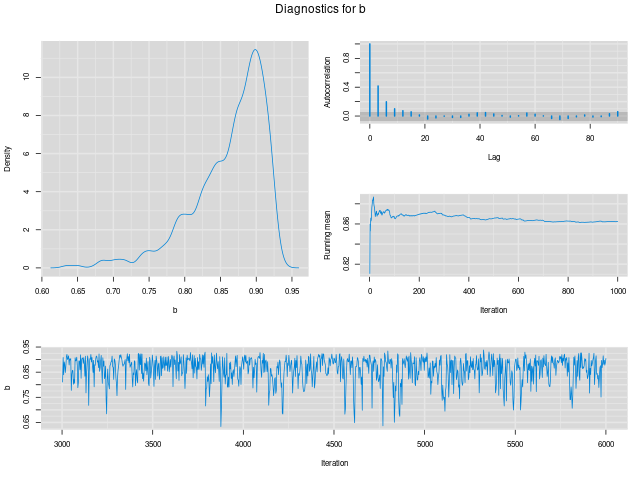 Diagnostics for b
Density
0 2 4 6 8 10
0.60 0.65 0.70 0.75 0.80 0.85 0.90 0.95
b
Autocorrelation
0.0 0.4 0.8
0 20 40 60 80
Lag
Running mean
0.82 0.86
0 200 400 600 800 1000
Iteration
b
0.65 0.75 0.85 0.95
3000 3500 4000 4500 5000 5500 6000
Iteration